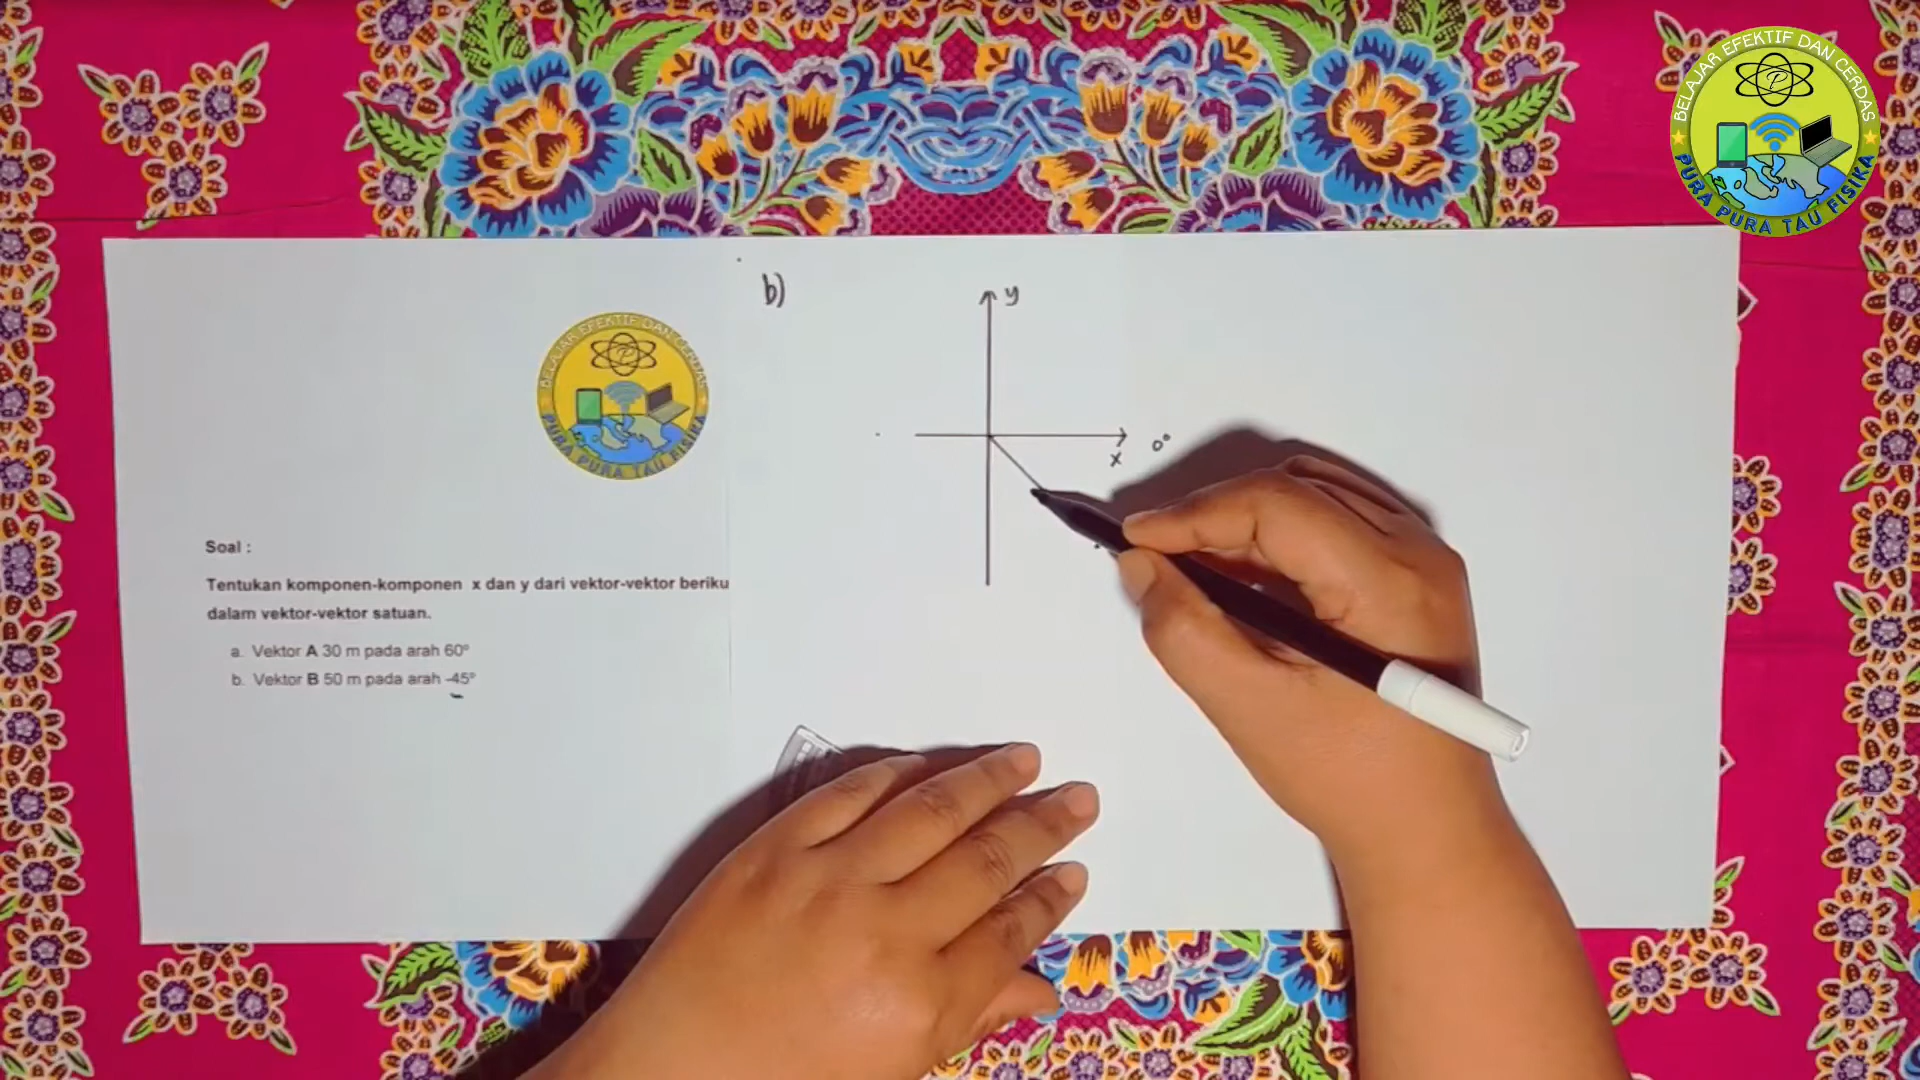 BELAJAR EFEKTIF DAN CERDAS
PURA PURA TAU FISIKA
BELAJAR EFEKTIF DAN CERDAS
PURA PURA TAU FISIKA
Soal :
Tentukan komponen-komponen x dan y dari vektor-vektor beriku
dalam vektor-vektor satuan.
a. Vektor A 30 m pada arah 60°
b. Vektor B 50 m pada arah -45°
b)
y
x
0°